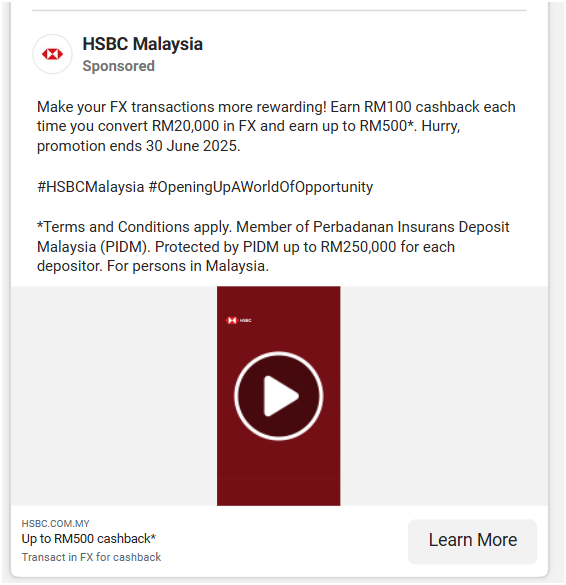 HSBC Malaysia
Sponsored
Make your FX transactions more rewarding! Earn RM100 cashback each
time you convert RM20,000 in FX and earn up to RM500*. Hurry,
promotion ends 30 June 2025.
#HSBCMalaysia #OpeningUpAWorldOfOpportunity
*Terms and Conditions apply. Member of Perbadanan Insurans Deposit
Malaysia (PIDM). Protected by PIDM up to RM250,000 for each
depositor. For persons in Malaysia.
HSBC
HSBC.COM.MY
Up to RM500 cashback*
Transact in FX for cashback
Learn More